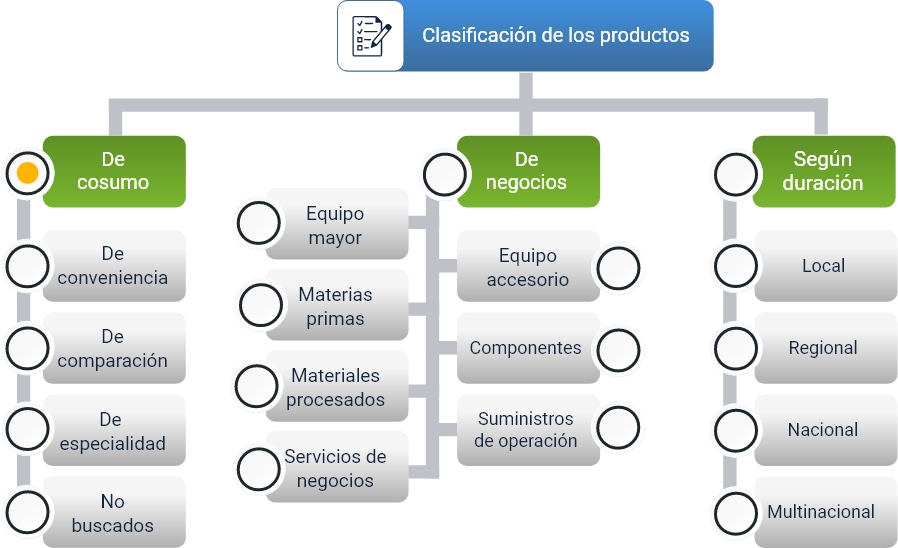 Clasificación de los productos
De
cosumo
De
conveniencia
De
comparación
De
especialidad
No
buscados
De
negocios
Equipo
mayor
Materias
primas
Materiales
procesados
Servicios de
negocios
Equipo
accesorio
Componentes
Suministros
de operación
Según
duración
Local
Regional
Nacional
Multinacional